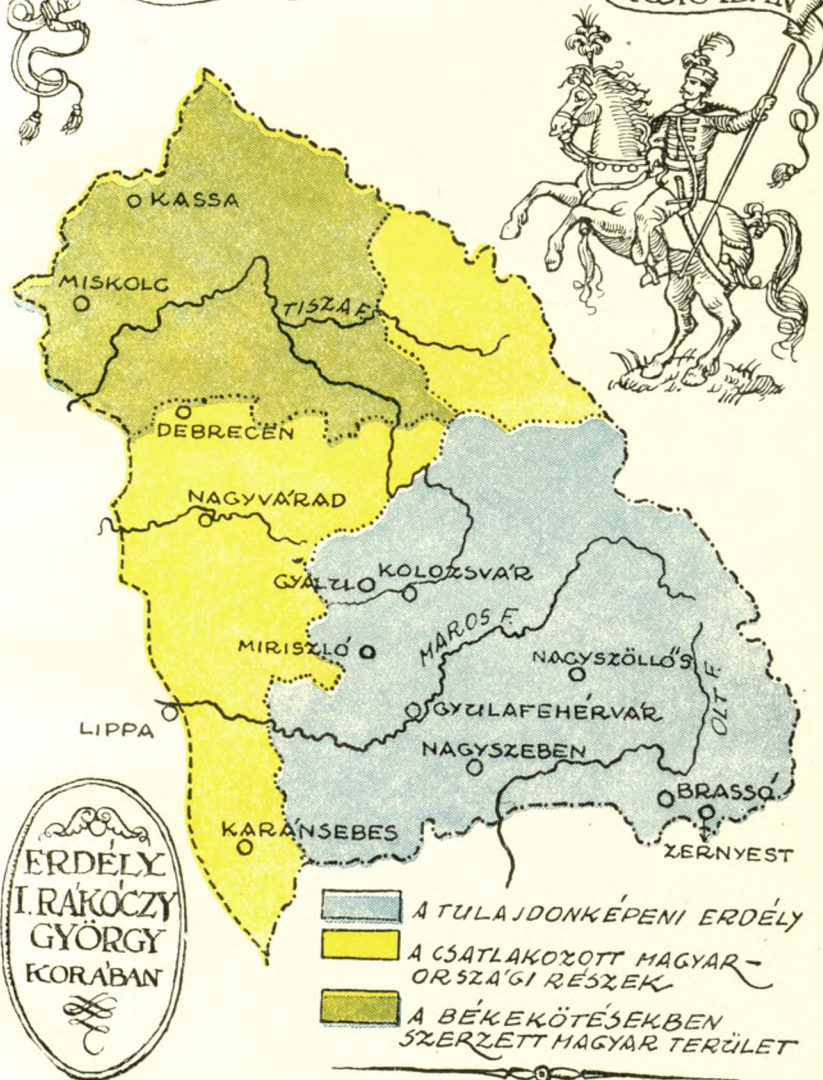 KASSA
MISKOLC
TISZA F.
DEBRECEN
NAGYVÁRAD
GYALU
KOLOZSVÁR
MIRISZLÓ
MAROS F.
NAGYSZÖLLŐS
OLT F.
LIPPA
GYULAFEHÉRVÁR
NAGYSZEBEN
BRASSÓ
KARÁNSEBES
ZERNYEST
ERDÉLY
I. RÁKÓCZY
GYÖRGY
KORÁBAN
A TULAJDONKÉPENI ERDÉLY
A CSATLAKOZOTT MAGYAR-
ORSZÁGI RÉSZEK
A BÉKEKÖTÉSEKBEN
SZERZETT MAGYAR TERÜLET